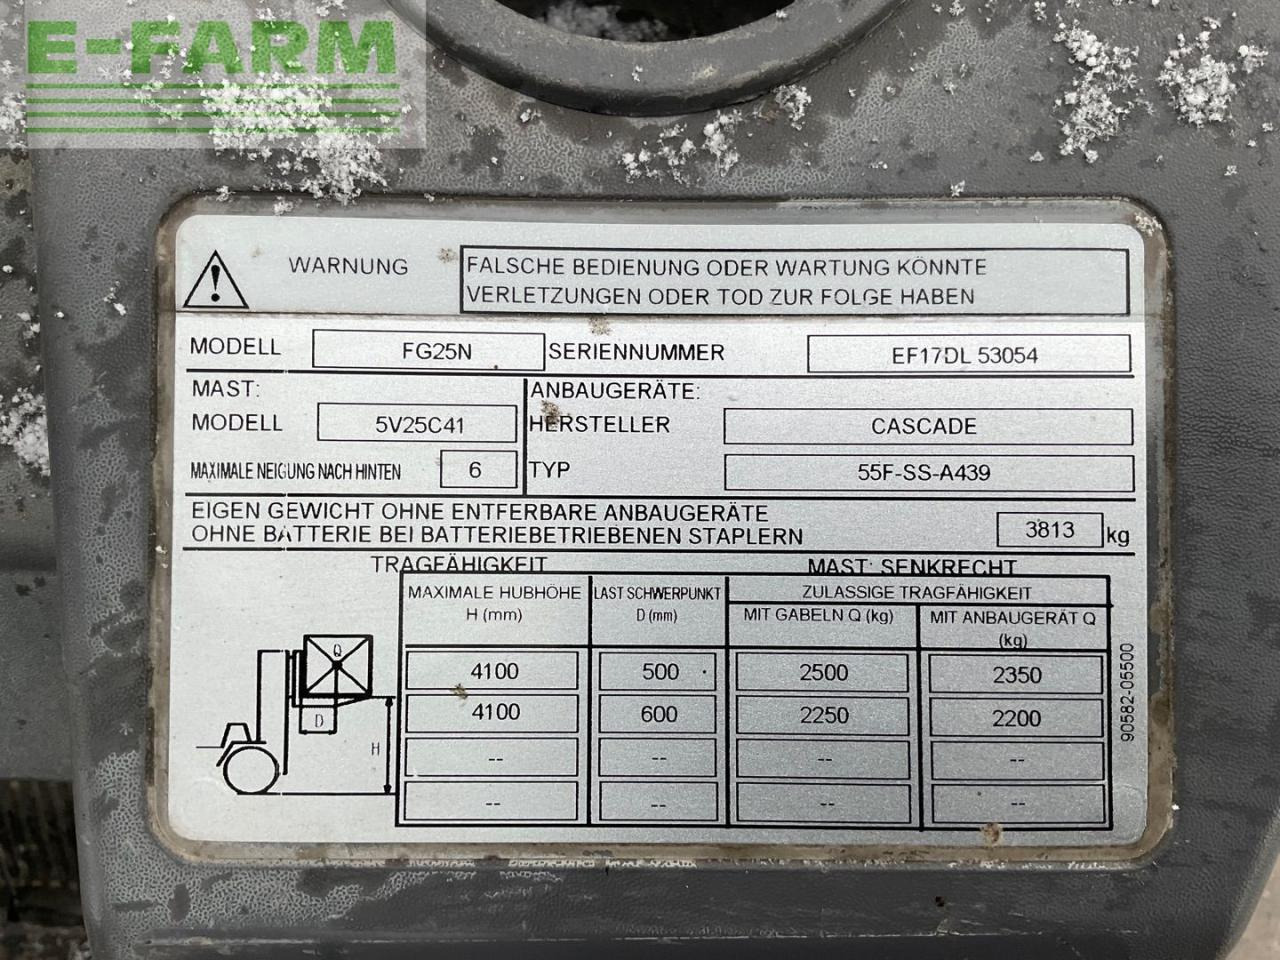 E-FARM
WARNUNG
FALSCHE BEDIENUNG ODER WARTUNG KÖNNTE
VERLETZUNGEN ODER TOD ZUR FOLGE HABEN
MODELL FG25N SERIENNUMMER EF17DL 53054
MAST: ANBAUGERÄTE:
MODELL 5V25C41 HERSTELLER CASCADE
MAXIMALE NEIGUNG NACH HINTEN 6 TYP 55F-SS-A439
EIGEN GEWICHT OHNE ENTFERBARE ANBAUGERÄTE
OHNE BATTERIE BEI BATTERIEBETRIEBENEN STAPLERN 3813 kg
TRAGFÄHIGKEIT MAST: SENKRECHT
MAXIMALE HUBHÖHE LAST SCHWERPUNKT ZULASSIGE TRAGFÄHIGKEIT
H (mm) D (mm) MIT GABELN Q (kg) MIT ANBAUGERÄT Q
(kg)
4100 500 2500 2350
4100 600 2250 2200
-- -- -- --
-- -- -- --
Q
D
H
90582-05500